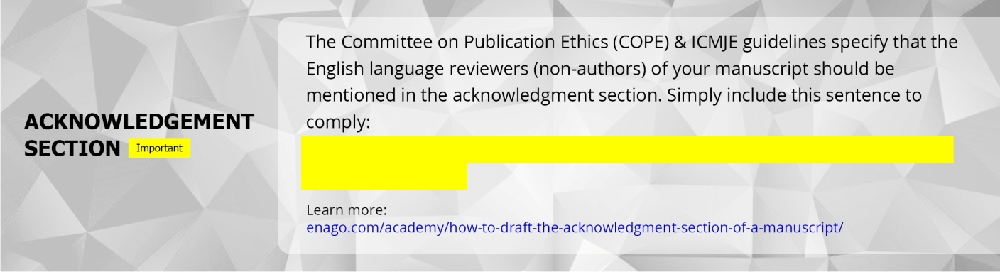 ACKNOWLEDGEMENT
SECTION Important
The Committee on Publication Ethics (COPE) & ICMJE guidelines specify that the
English language reviewers (non-authors) of your manuscript should be
mentioned in the acknowledgment section. Simply include this sentence to
comply:
Learn more:
enago.com/academy/how-to-draft-the-acknowledgment-section-of-a-manuscript/